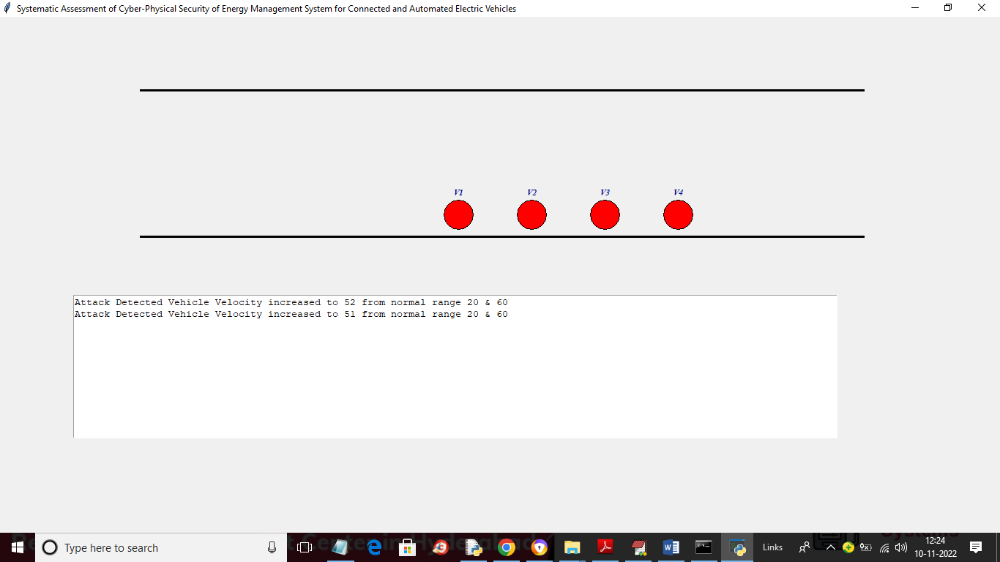 Systematic Assessment of Cyber-Physical Security of Energy Management System for Connected and Automated Electric Vehicles
V1 V2 V3 V4
Attack Detected Vehicle Velocity increased to 52 from normal range 20 & 60
Attack Detected Vehicle Velocity increased to 51 from normal range 20 & 60
Type here to search
Links
12:24
10-11-2022